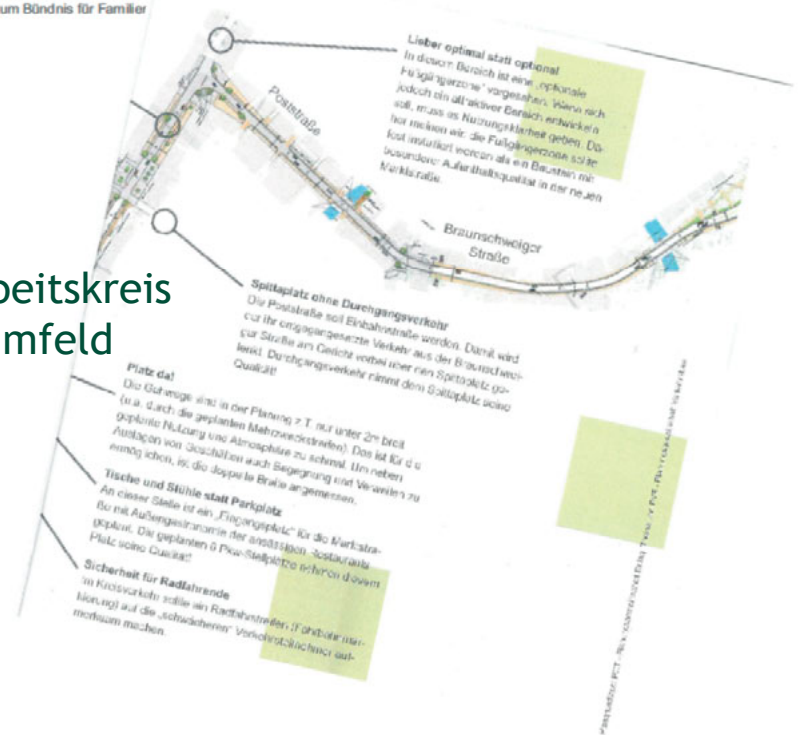 um Bündnis für Familien
Lieber optimal statt optional
In diesem Bereich ist eine „optionale
Fußgängerzone“ vorgesehen. Wenn sich
jedoch ein attraktiver Bereich entwickeln
soll, muss es Nutzungsklarheit geben. Da-
her meinen wir: die Fußgängerzone sollte
fest installiert werden als ein Baustein mit
besonderer Aufenthaltsqualität in der neuen
Marktstraße.
Poststraße
Braunschweiger
Straße
beitskreis
mfeld
Spittaplatz ohne Durchgangsverkehr
Die Poststraße soll Einbahnstraße werden. Damit wird
der ihr entgegengesetzte Verkehr aus der Braunschwei-
ger Straße am Gericht vorbei über den Spittaplatz ge-
lenkt. Durchgangsverkehr nimmt dem Spittaplatz seine
Qualität!
Platz da!
Die Gehwege sind in der Planung z.T. nur unter 2m breit
(u.a. durch die geplanten Mehrzweckstreifen). Das ist für die
geplante Nutzung und Atmosphäre zu schmal. Um neben
Auslagen von Geschäften auch Begegnung und Verweilen zu
ermöglichen, ist die doppelte Breite angemessen.
Tische und Stühle statt Parkplatz
An dieser Stelle ist ein „Eingangsplatz“ für die Marktstra-
ße mit Außengastronomie der ansässigen Restaurants
geplant. Die geplanten 6 Pkw-Stellplätze nehmen diesem
Platz seine Qualität!
Sicherheit für Radfahrende
Im Kreisverkehr sollte ein Radfahrstreifen (Fahrbahnmar-
kierung) auf die „schwächeren“ Verkehrsteilnehmer auf-
merksam machen.